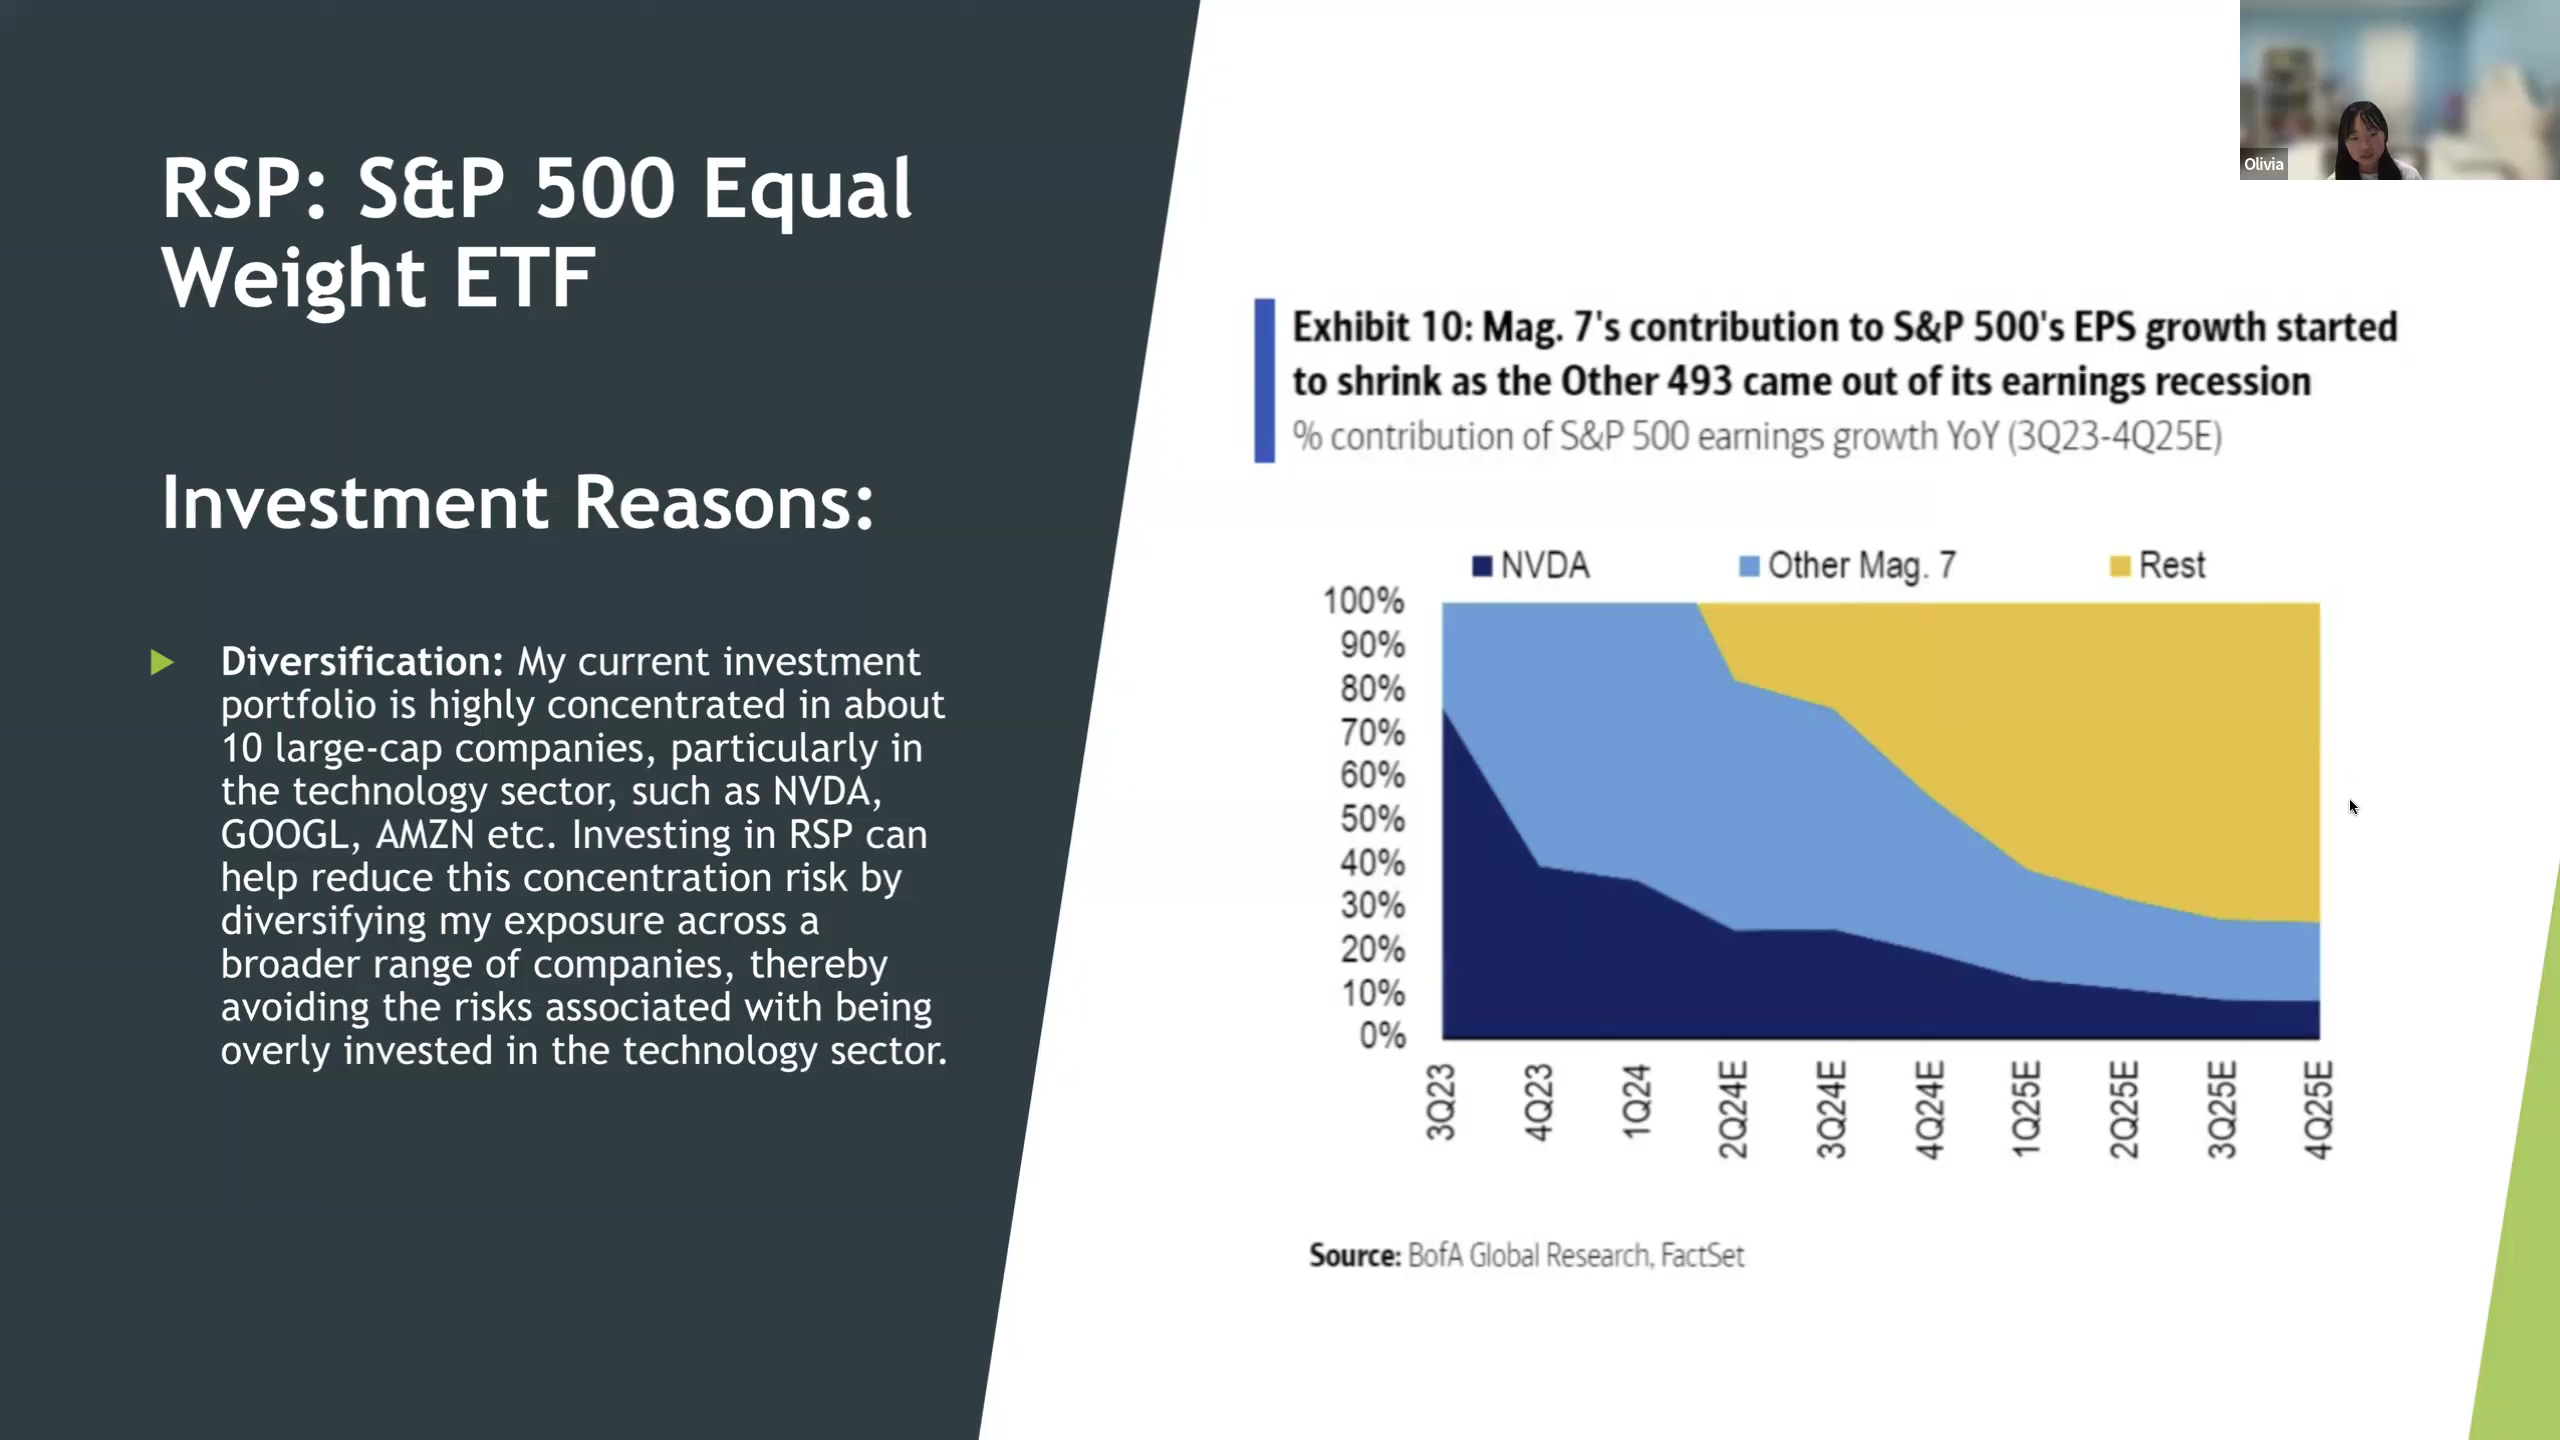 RSP: S&P 500 Equal
Weight ETF
Investment Reasons:
Diversification: My current investment
portfolio is highly concentrated in about
10 large-cap companies, particularly in
the technology sector, such as NVDA,
GOOGL, AMZN etc. Investing in RSP can
help reduce this concentration risk by
diversifying my exposure across a
broader range of companies, thereby
avoiding the risks associated with being
overly invested in the technology sector.
Olivia
Exhibit 10: Mag. 7's contribution to S&P 500's EPS growth started
to shrink as the Other 493 came out of its earnings recession
% contribution of S&P 500 earnings growth YoY (3Q23-4Q25E)
NVDA Other Mag. 7 Rest
100%
90%
80%
70%
60%
50%
40%
30%
20%
10%
0%
3Q23
4Q23
1Q24
2Q24E
3Q24E
4Q24E
1Q25E
2Q25E
3Q25E
4Q25E
Source: BofA Global Research, FactSet